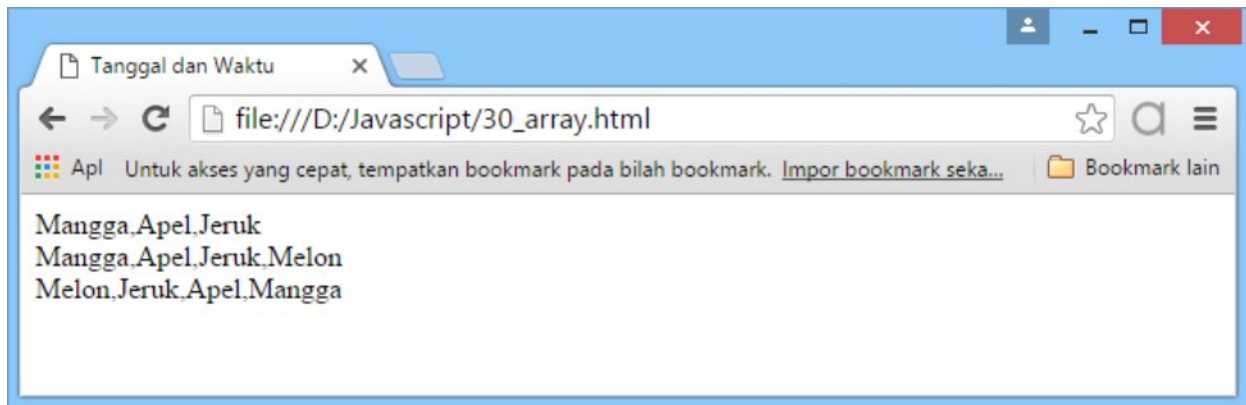 Tanggal dan Waktu
file:///D:/Javascript/30_array.html
Apl Untuk akses yang cepat, tempatkan bookmark pada bilah bookmark. Impor bookmark seka... Bookmark lain
Mangga,Apel,Jeruk
Mangga,Apel,Jeruk,Melon
Melon,Jeruk,Apel,Mangga